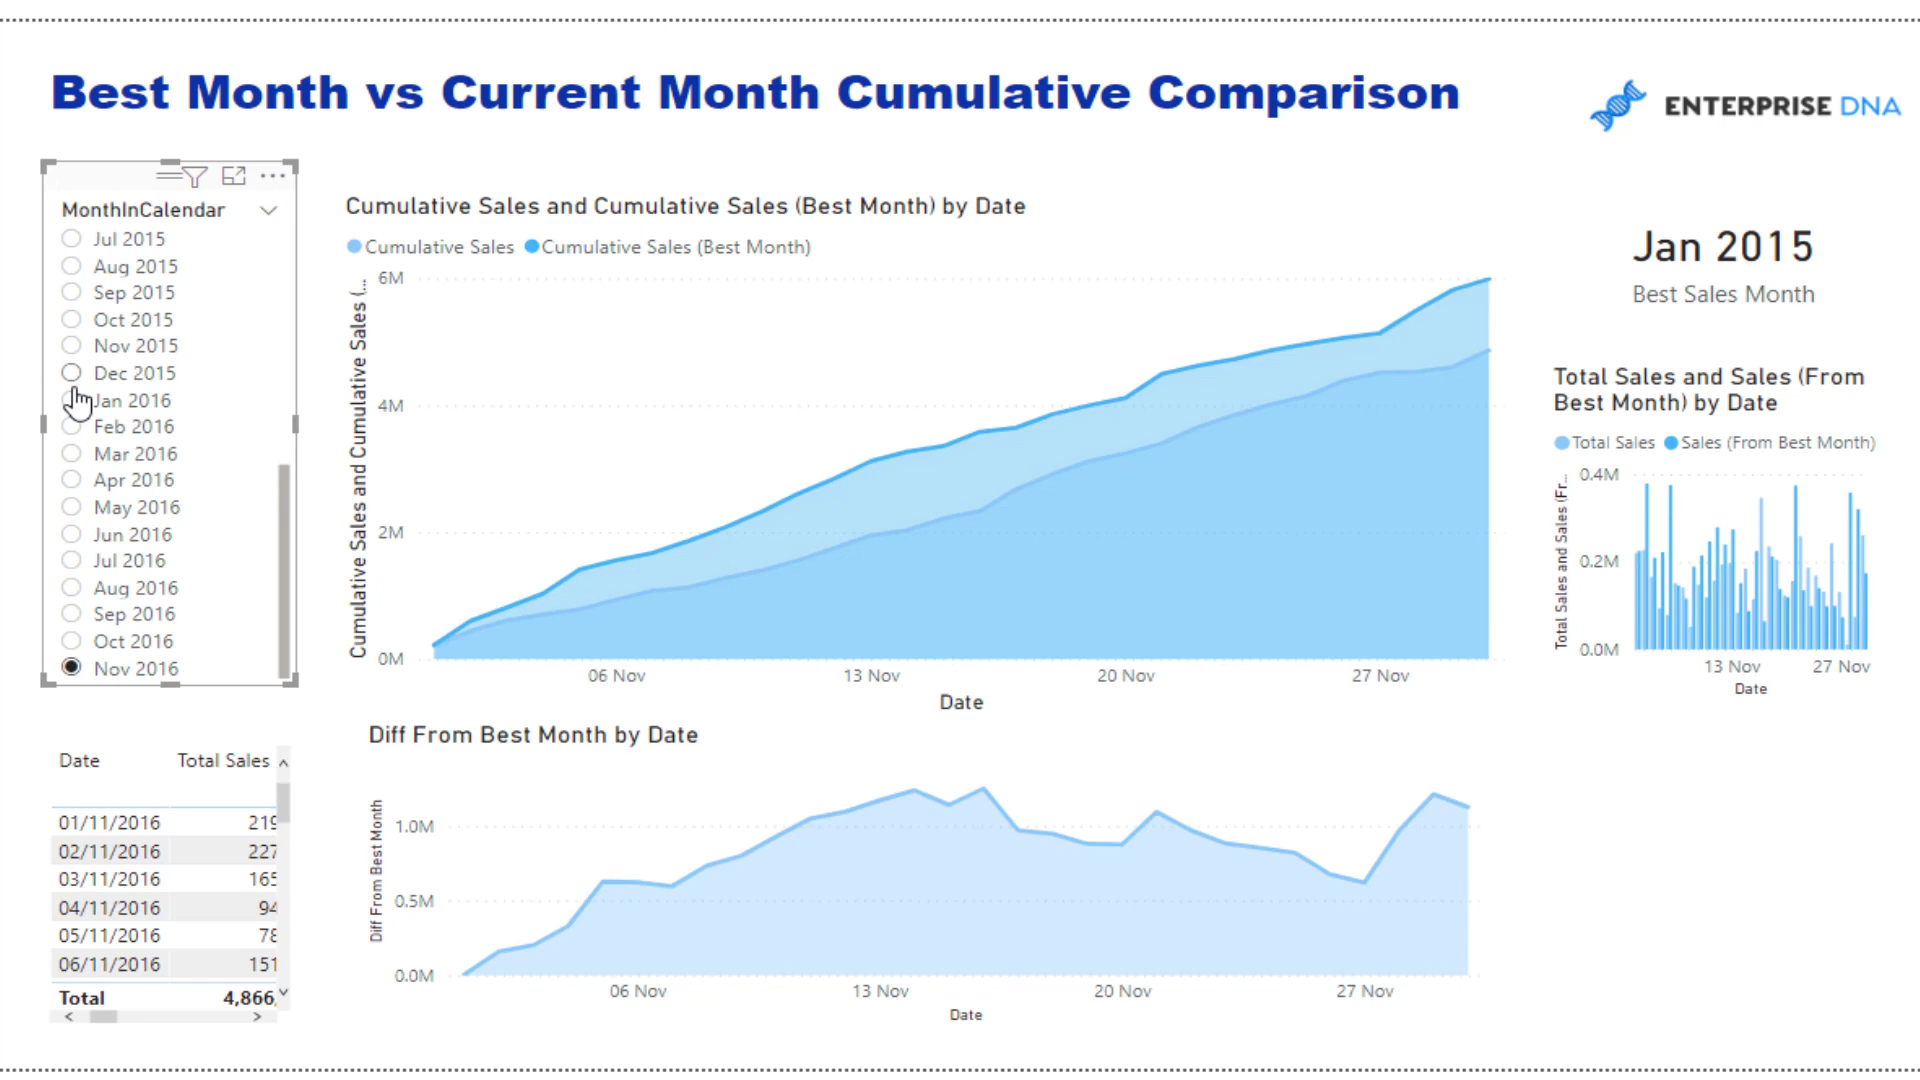 Best Month vs Current Month Cumulative Comparison
ENTERPRISE DNA
MonthInCalendar
Jul 2015
Aug 2015
Sep 2015
Oct 2015
Nov 2015
Dec 2015
Jan 2016
Feb 2016
Mar 2016
Apr 2016
May 2016
Jun 2016
Jul 2016
Aug 2016
Sep 2016
Oct 2016
Nov 2016
Cumulative Sales and Cumulative Sales (Best Month) by Date
Cumulative Sales Cumulative Sales (Best Month)
Cumulative Sales and Cumulative Sales (...
6M
4M
2M
0M
06 Nov 13 Nov 20 Nov 27 Nov
Date
Jan 2015
Best Sales Month
Total Sales and Sales (From
Best Month) by Date
Total Sales Sales (From Best Month)
Total Sales and Sales (Fr...
0.4M
0.2M
0.0M
13 Nov 27 Nov
Date
Date Total Sales
01/11/2016 219
02/11/2016 227
03/11/2016 165
04/11/2016 94
05/11/2016 78
06/11/2016 151
Total 4,866,
Diff From Best Month by Date
Diff From Best Month
1.0M
0.5M
0.0M
06 Nov 13 Nov 20 Nov 27 Nov
Date